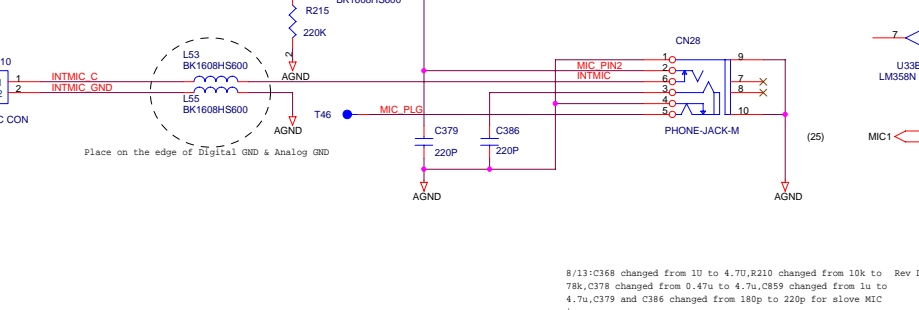 BK1608HS600
R215
220K
2
AGND
L53
BK1608HS600
10
1
2
INTMIC_C
INTMIC_GND
L55
BK1608HS600
C CON
AGND
Place on the edge of Digital GND & Analog GND
T46
MIC_PLG
C379
220P
C386
220P
AGND
MIC_PIN2
INTMIC
CN28
1
2
6
3
4
5
9
7
8
10
PHONE-JACK-M
AGND
(25)
7
U33B
LM358N
MIC1
8/13:C368 changed from 1U to 4.7U,R210 changed from 10k to
78k,C378 changed from 0.47u to 4.7u,C859 changed from 1u to
4.7u,C379 and C386 changed from 180p to 220p for slove MIC
Rev